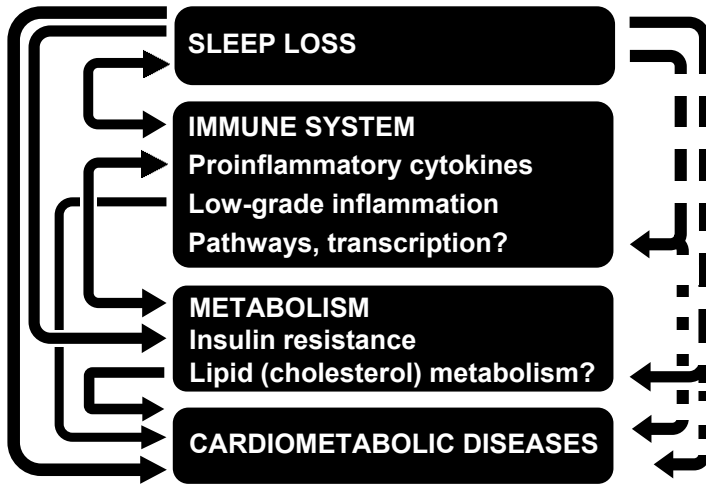 SLEEP LOSS
IMMUNE SYSTEM
Proinflammatory cytokines
Low-grade inflammation
Pathways, transcription?
METABOLISM
Insulin resistance
Lipid (cholesterol) metabolism?
CARDIOMETABOLIC DISEASES